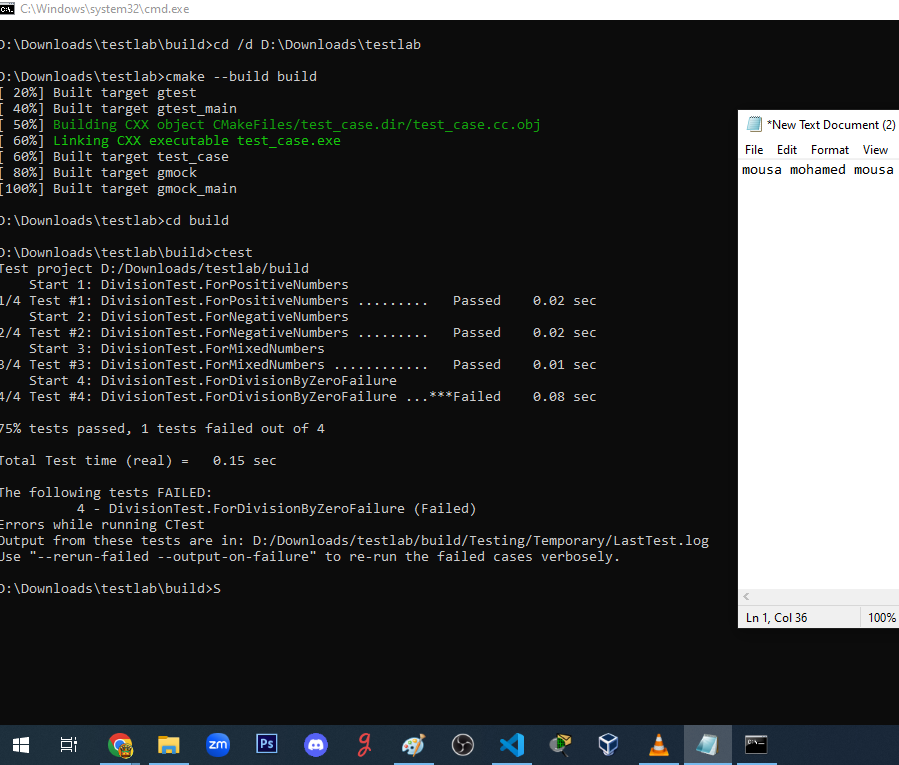 C:\Windows\system32\cmd.exe
D:\Downloads\testlab\build>cd /d D:\Downloads\testlab
D:\Downloads\testlab>cmake --build build
[ 20%] Built target gtest
[ 40%] Built target gtest_main
[ 50%] Building CXX object CMakeFiles/test_case.dir/test_case.cc.obj
[ 60%] Linking CXX executable test_case.exe
[ 60%] Built target test_case
[ 80%] Built target gmock
[100%] Built target gmock_main
D:\Downloads\testlab>cd build
D:\Downloads\testlab\build>ctest
Test project D:/Downloads/testlab/build
Start 1: DivisionTest.ForPositiveNumbers
1/4 Test #1: DivisionTest.ForPositiveNumbers ......... Passed 0.02 sec
Start 2: DivisionTest.ForNegativeNumbers
2/4 Test #2: DivisionTest.ForNegativeNumbers ......... Passed 0.02 sec
Start 3: DivisionTest.ForMixedNumbers
3/4 Test #3: DivisionTest.ForMixedNumbers ............ Passed 0.01 sec
Start 4: DivisionTest.ForDivisionByZeroFailure
4/4 Test #4: DivisionTest.ForDivisionByZeroFailure ...***Failed 0.08 sec
75% tests passed, 1 tests failed out of 4
Total Test time (real) = 0.15 sec
The following tests FAILED:
4 - DivisionTest.ForDivisionByZeroFailure (Failed)
Errors while running CTest
Output from these tests are in: D:/Downloads/testlab/build/Testing/Temporary/LastTest.log
Use "--rerun-failed --output-on-failure" to re-run the failed cases verbosely.
D:\Downloads\testlab\build>S
*New Text Document (2)
File Edit Format View
mousa mohamed mousa
Ln 1, Col 36 100%
zm
Ps